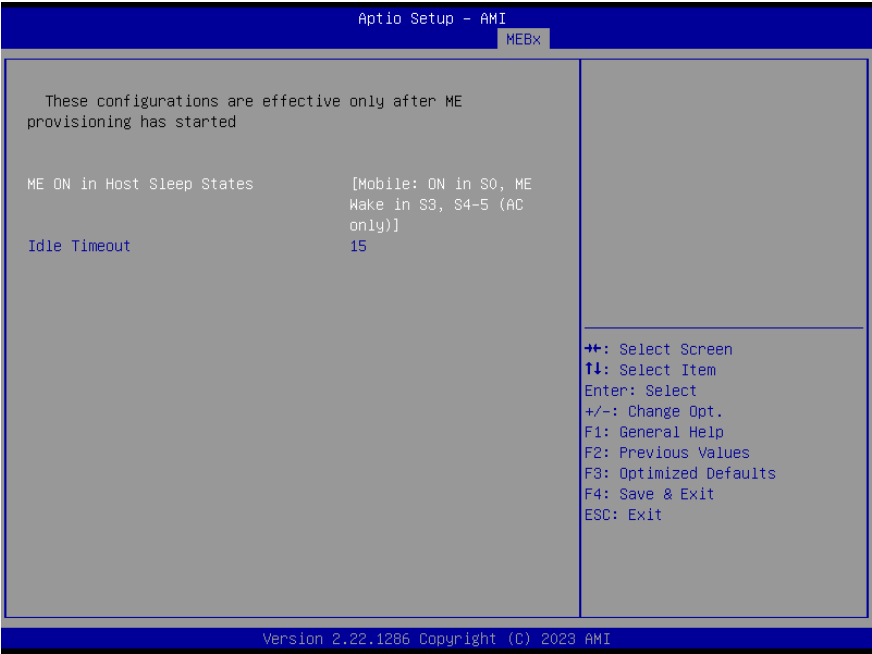 Aptio Setup – AMI
MEBx
These configurations are effective only after ME
provisioning has started
ME ON in Host Sleep States [Mobile: ON in S0, ME
Wake in S3, S4-5 (AC
only)]
Idle Timeout 15
→←: Select Screen
↑↓: Select Item
Enter: Select
+/-: Change Opt.
F1: General Help
F2: Previous Values
F3: Optimized Defaults
F4: Save & Exit
ESC: Exit
Version 2.22.1286 Copyright (C) 2023 AMI